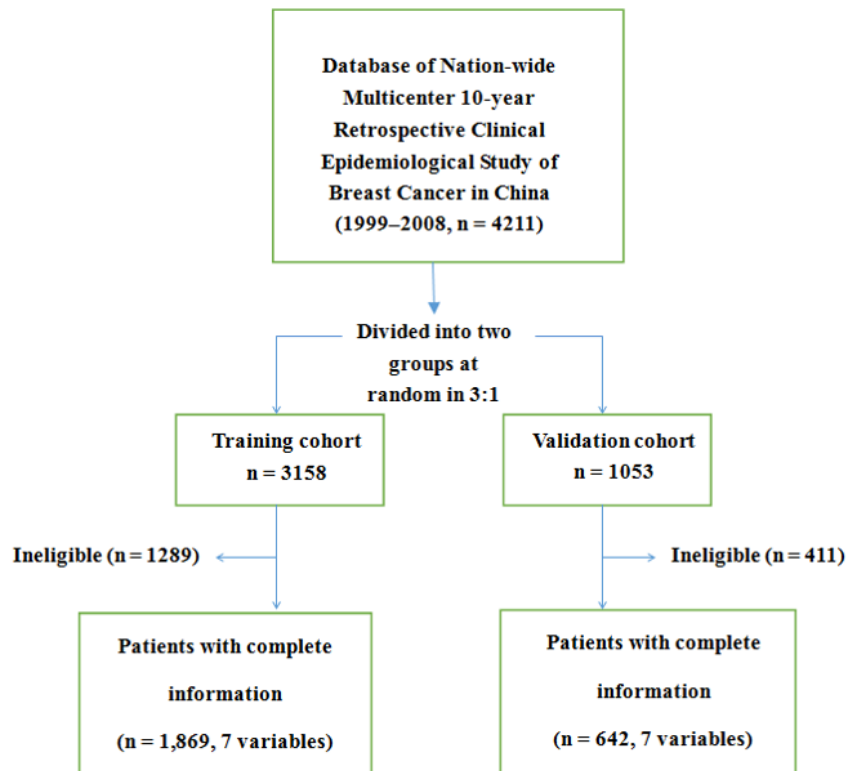 Database of Nation-wide
Multicenter 10-year
Retrospective Clinical
Epidemiological Study of
Breast Cancer in China
(1999–2008, n = 4211)
Divided into two
groups at
random in 3:1
Training cohort
n = 3158
Validation cohort
n = 1053
Ineligible (n = 1289)
Ineligible (n = 411)
Patients with complete
information
(n = 1,869, 7 variables)
Patients with complete
information
(n = 642, 7 variables)